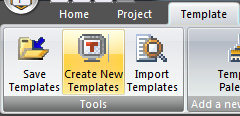 Home Project Template
Save Templates
Create New Templates
Import Templates
Tools
Add a new